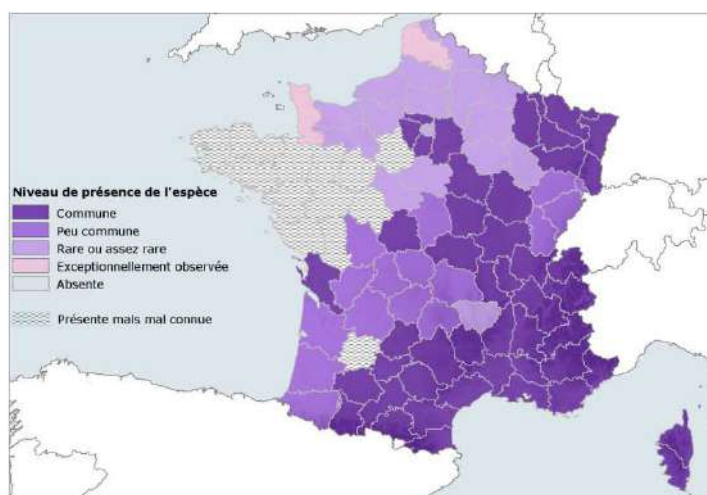 Niveau de présence de l'espèce
Commune
Peu commune
Rare ou assez rare
Exceptionnellement observée
Absente
Présente mais mal connue